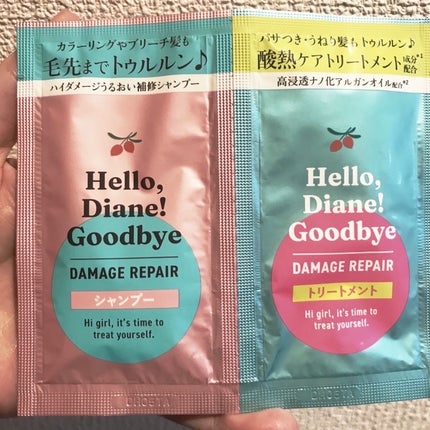 カラーリングやブリーチ髪も
毛先までトゥルルン♪
ハイダメージうるおい補修シャンプー
Hello,
Diane!
Goodbye
DAMAGE REPAIR
シャンプー
Hi girl, it's time to
treat yourself.
パサつき・うねり髪もトゥルルン♪
酸熱ケアトリートメント成分*1配合
高浸透ナノ化アルガンオイル配合*2
Hello,
Diane!
Goodbye
DAMAGE REPAIR
トリートメント
Hi girl, it's time to
treat yourself.